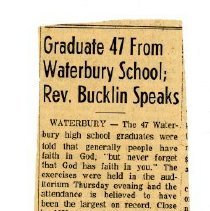 Graduate 47 From
Waterbury School;
Rev. Bucklin Speaks
WATERBURY — The 47 Water-
bury high school graduates were
told that generally people have
faith in God, "but never forget
that God has faith in you." The
exercises were held in the aud-
itorium Thursday evening and the
attendance is believed to have
been the largest on record. Close